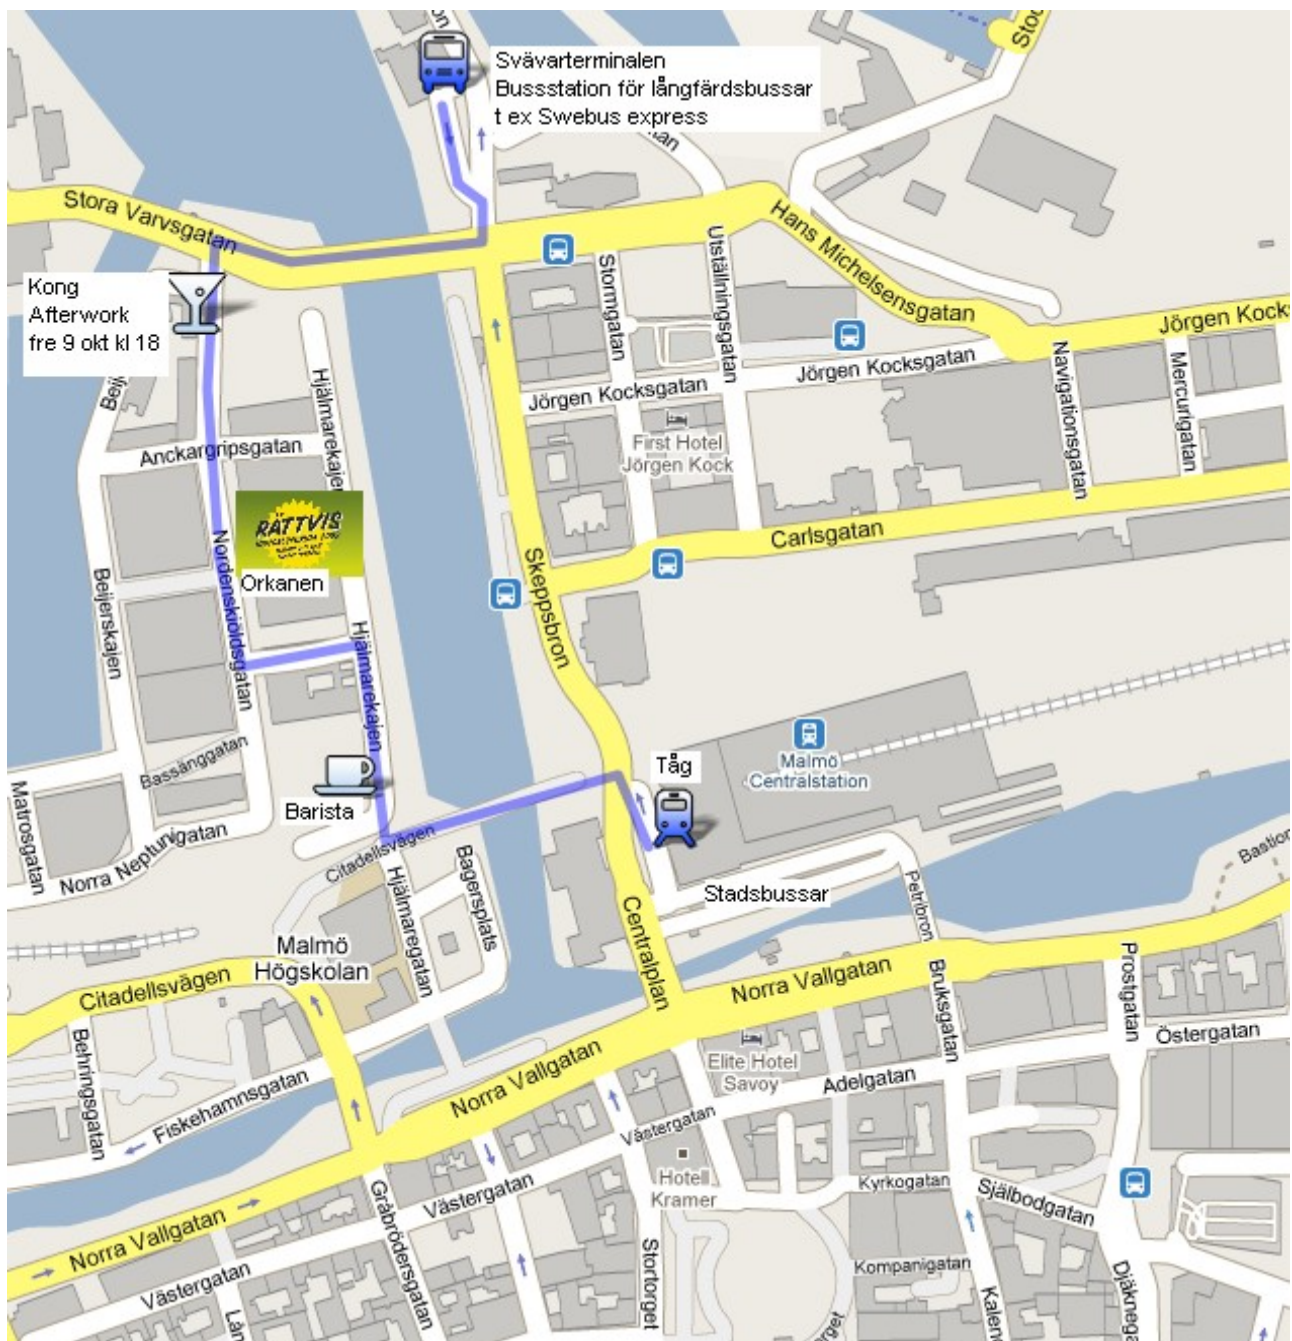 Svävarterminalen
Bussstation för långfärdsbussar
t ex Swebus express
Stora Varvsgatan
Hans Michelsensgatan
Utställningsgatan
Stormgatan
Kong
Afterwork
fre 9 okt kl 18
Jörgen Kocksgatan
Jörgen Kocksgatan
Navigationsgatan
Mercurigatan
First Hotel
Jörgen Kock
Hjälmarekajen
Anckargripsgatan
RÄTTVIS
Orkanen
Nordenskiöldsgatan
Beijerskajen
Hjälmarekajen
Skeppsbron
Carlsgatan
Malmö
Centralstation
Tåg
Barista
Bassänggatan
Matrosgatan
Norra Neptunigatan
Citadellsvägen
Hjälmaregatan
Bagersplats
Stadsbussar
Petribron
Centralplan
Malmö
Högskolan
Citadellsvägen
Behringsgatan
Fiskehamnsgatan
Norra Vallgatan
Norra Vallgatan
Norra Vallgatan
Bruksgatan
Prostgatan
Östergatan
Elite Hotel
Savoy
Adelgatan
Västergatan
Västergatan
Västergatan
Hotell
Kramer
Kyrkogatan
Själbodgatan
Gråbrödersgatan
Stortorget
Kompanigatan